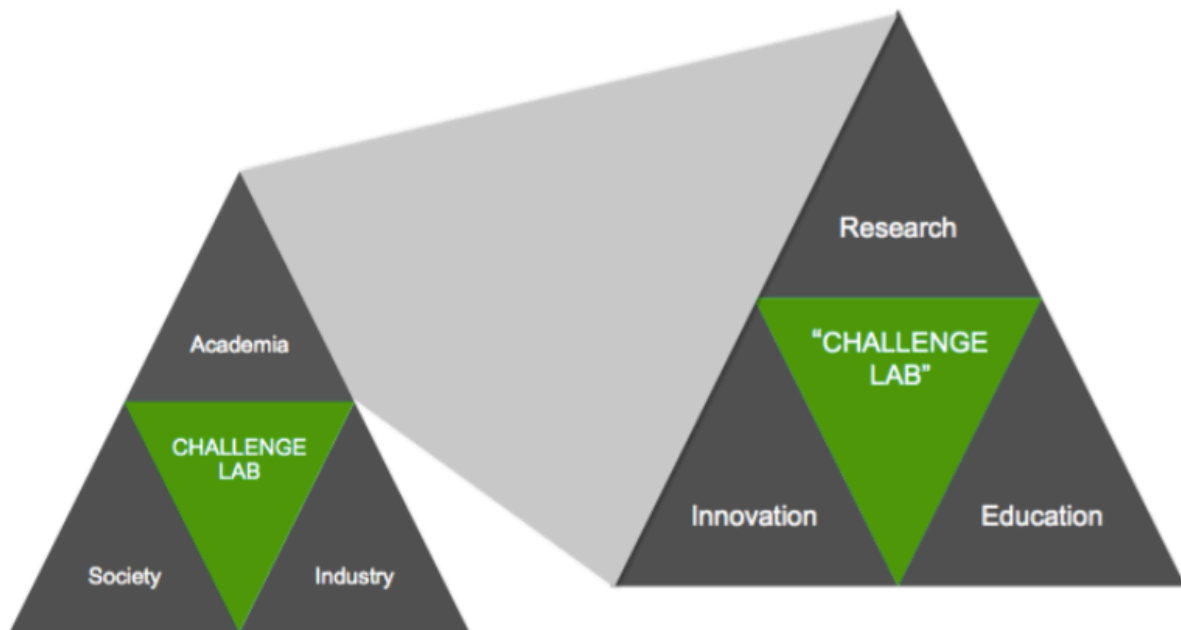 Academia
CHALLENGE
LAB
Society
Industry
Research
“CHALLENGE
LAB”
Innovation
Education